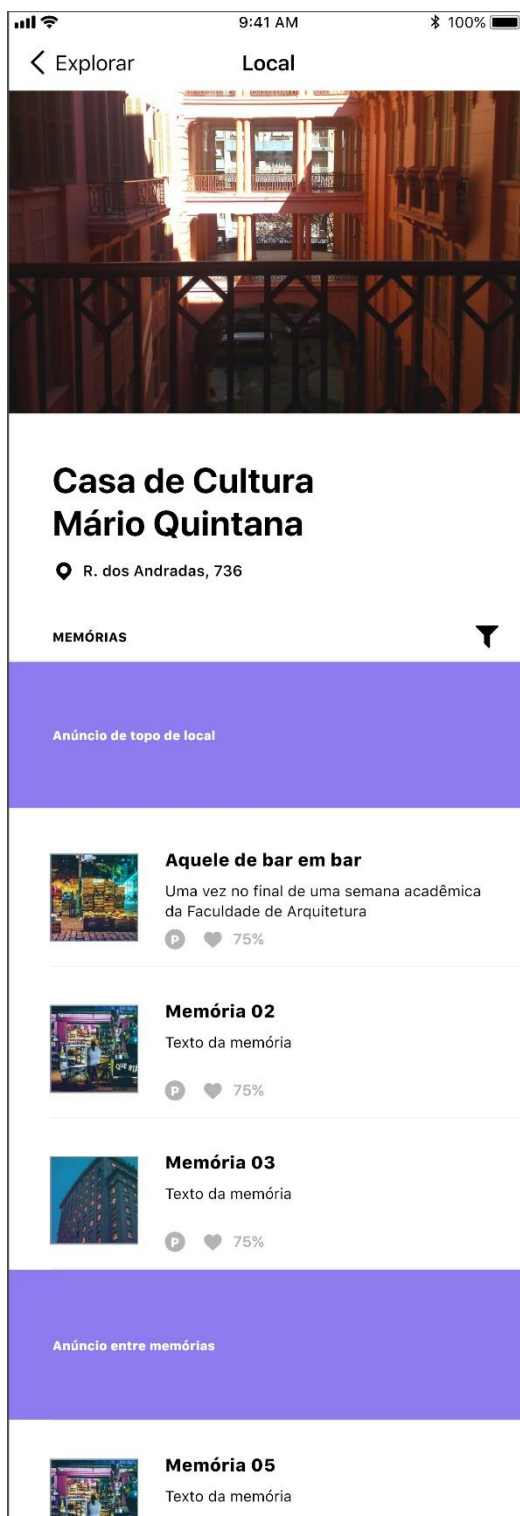 9:41 AM
100%
Explorar
Local
Casa de Cultura
Mário Quintana
R. dos Andradas, 736
MEMÓRIAS
Anúncio de topo de local
Aquele de bar em bar
Uma vez no final de uma semana acadêmica
da Faculdade de Arquitetura
P 75%
Memória 02
Texto da memória
P 75%
Memória 03
Texto da memória
P 75%
Anúncio entre memórias
Memória 05
Texto da memória